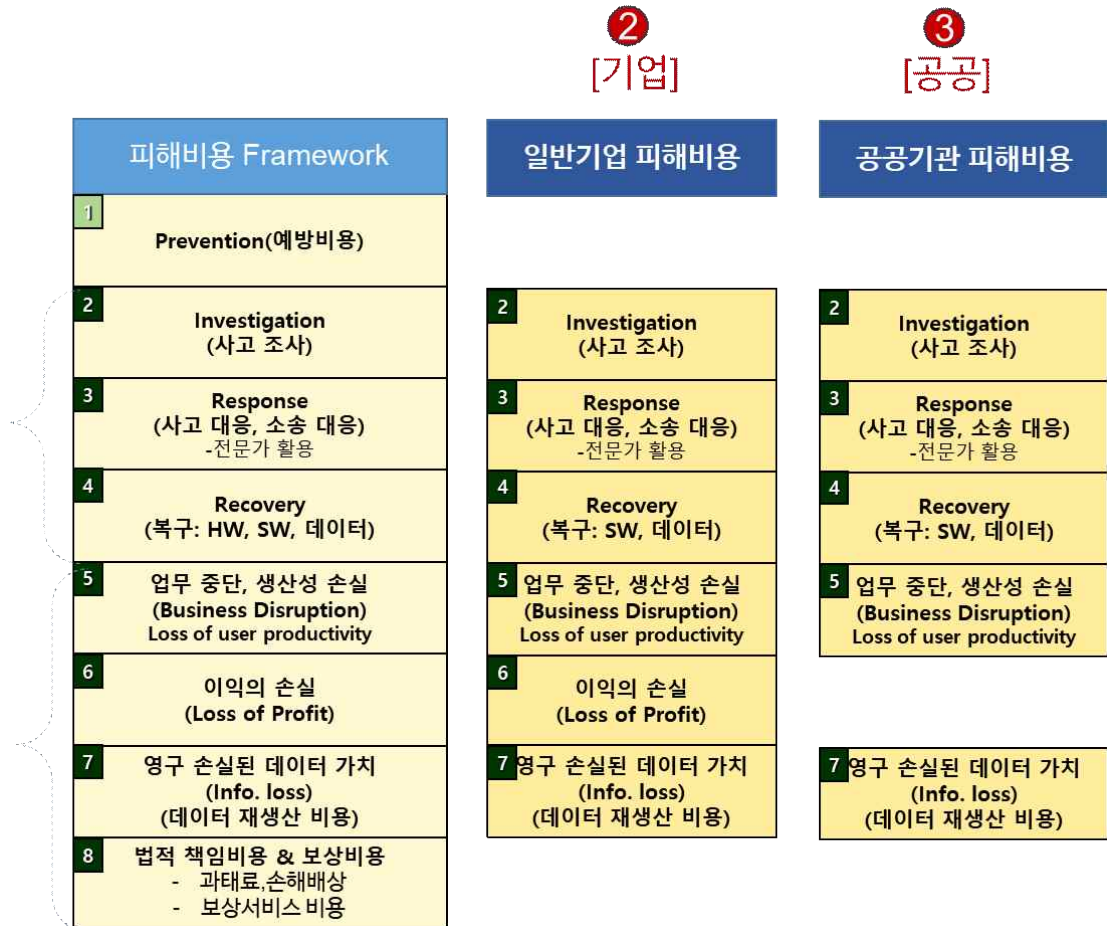 2
[기업]
3
[공공]
피해비용 Framework
1
Prevention(예방비용)
2
Investigation
(사고 조사)
3
Response
(사고 대응, 소송 대응)
-전문가 활용
4
Recovery
(복구: HW, SW, 데이터)
5
업무 중단, 생산성 손실
(Business Disruption)
Loss of user productivity
6
이익의 손실
(Loss of Profit)
7
영구 손실된 데이터 가치
(Info. loss)
(데이터 재생산 비용)
8
법적 책임비용 & 보상비용
- 과태료,손해배상
- 보상서비스 비용
일반기업 피해비용
2
Investigation
(사고 조사)
3
Response
(사고 대응, 소송 대응)
-전문가 활용
4
Recovery
(복구: SW, 데이터)
5
업무 중단, 생산성 손실
(Business Disruption)
Loss of user productivity
6
이익의 손실
(Loss of Profit)
7
영구 손실된 데이터 가치
(Info. loss)
(데이터 재생산 비용)
공공기관 피해비용
2
Investigation
(사고 조사)
3
Response
(사고 대응, 소송 대응)
-전문가 활용
4
Recovery
(복구: SW, 데이터)
5
업무 중단, 생산성 손실
(Business Disruption)
Loss of user productivity
7
영구 손실된 데이터 가치
(Info. loss)
(데이터 재생산 비용)